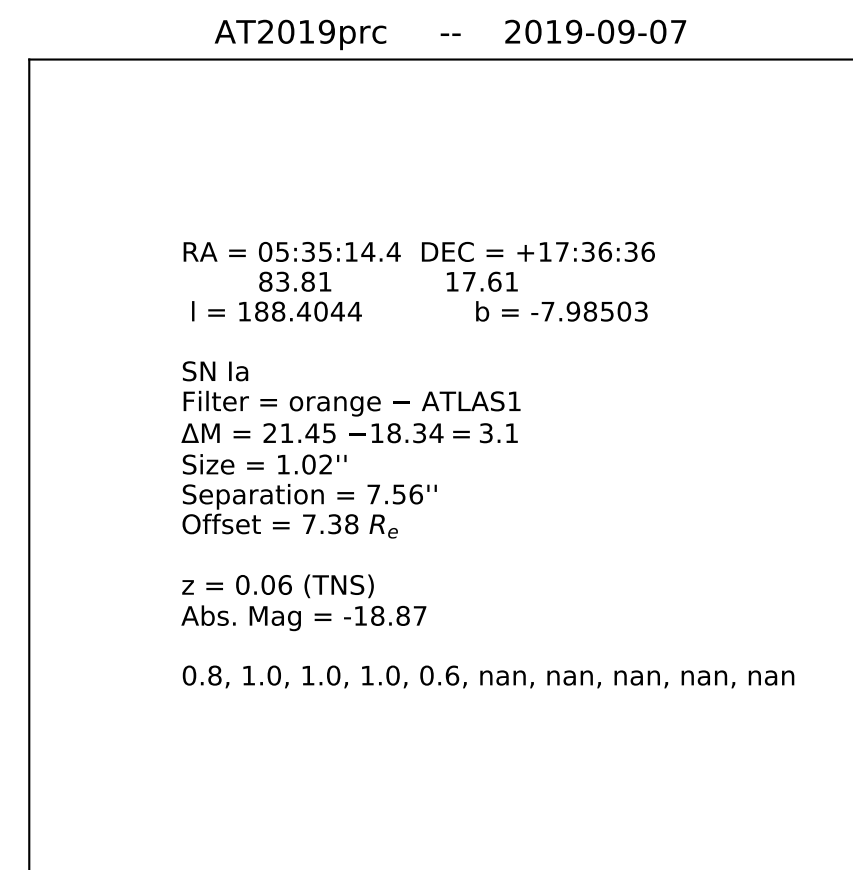 AT2019prc -- 2019-09-07
RA = 05:35:14.4 DEC = +17:36:36
83.81 17.61
l = 188.4044 b = -7.98503
SN Ia
Filter = orange − ATLAS1
ΔM = 21.45 −18.34 = 3.1
Size = 1.02''
Separation = 7.56''
Offset = 7.38 Re
z = 0.06 (TNS)
Abs. Mag = -18.87
0.8, 1.0, 1.0, 1.0, 0.6, nan, nan, nan, nan, nan